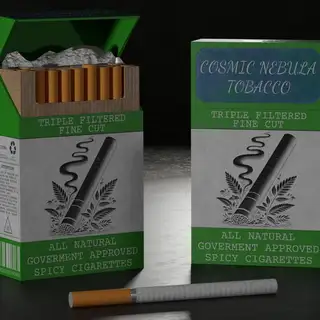 TRIPLE FILTERED
FINE CUT
ALL NATURAL
GOVERMENT APPROVED
SPICY CIGARETTES
COSMIC NEBULA
TOBACCO
TRIPLE FILTERED
FINE CUT
ALL NATURAL
GOVERMENT APPROVED
SPICY CIGARETTES